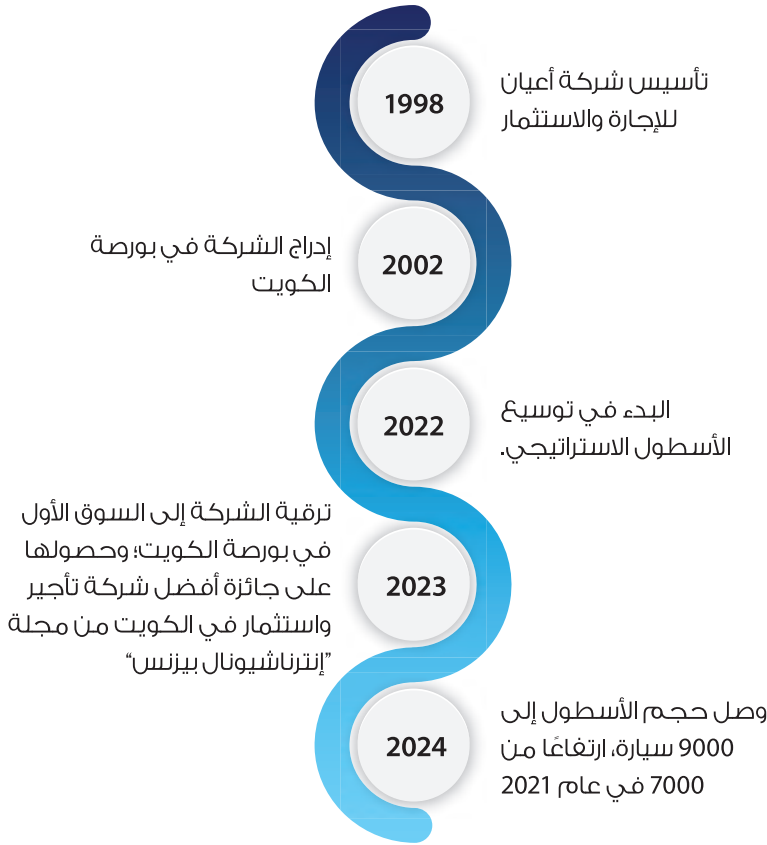 1998
تأسيس شركة أعيان
للإجارة والاستثمار
2002
إدراج الشركة في بورصة
الكويت
2022
البدء في توسيع
الأسطول الاستراتيجي.
2023
ترقية الشركة إلى السوق الأول
في بورصة الكويت؛ وحصولها
على جائزة أفضل شركة تأجير
واستثمار في الكويت من مجلة
”إنترناشيونال بيزنس“
2024
وصل حجم الأسطول إلى
9000 سيارة، ارتفاعًا من
7000 في عام 2021